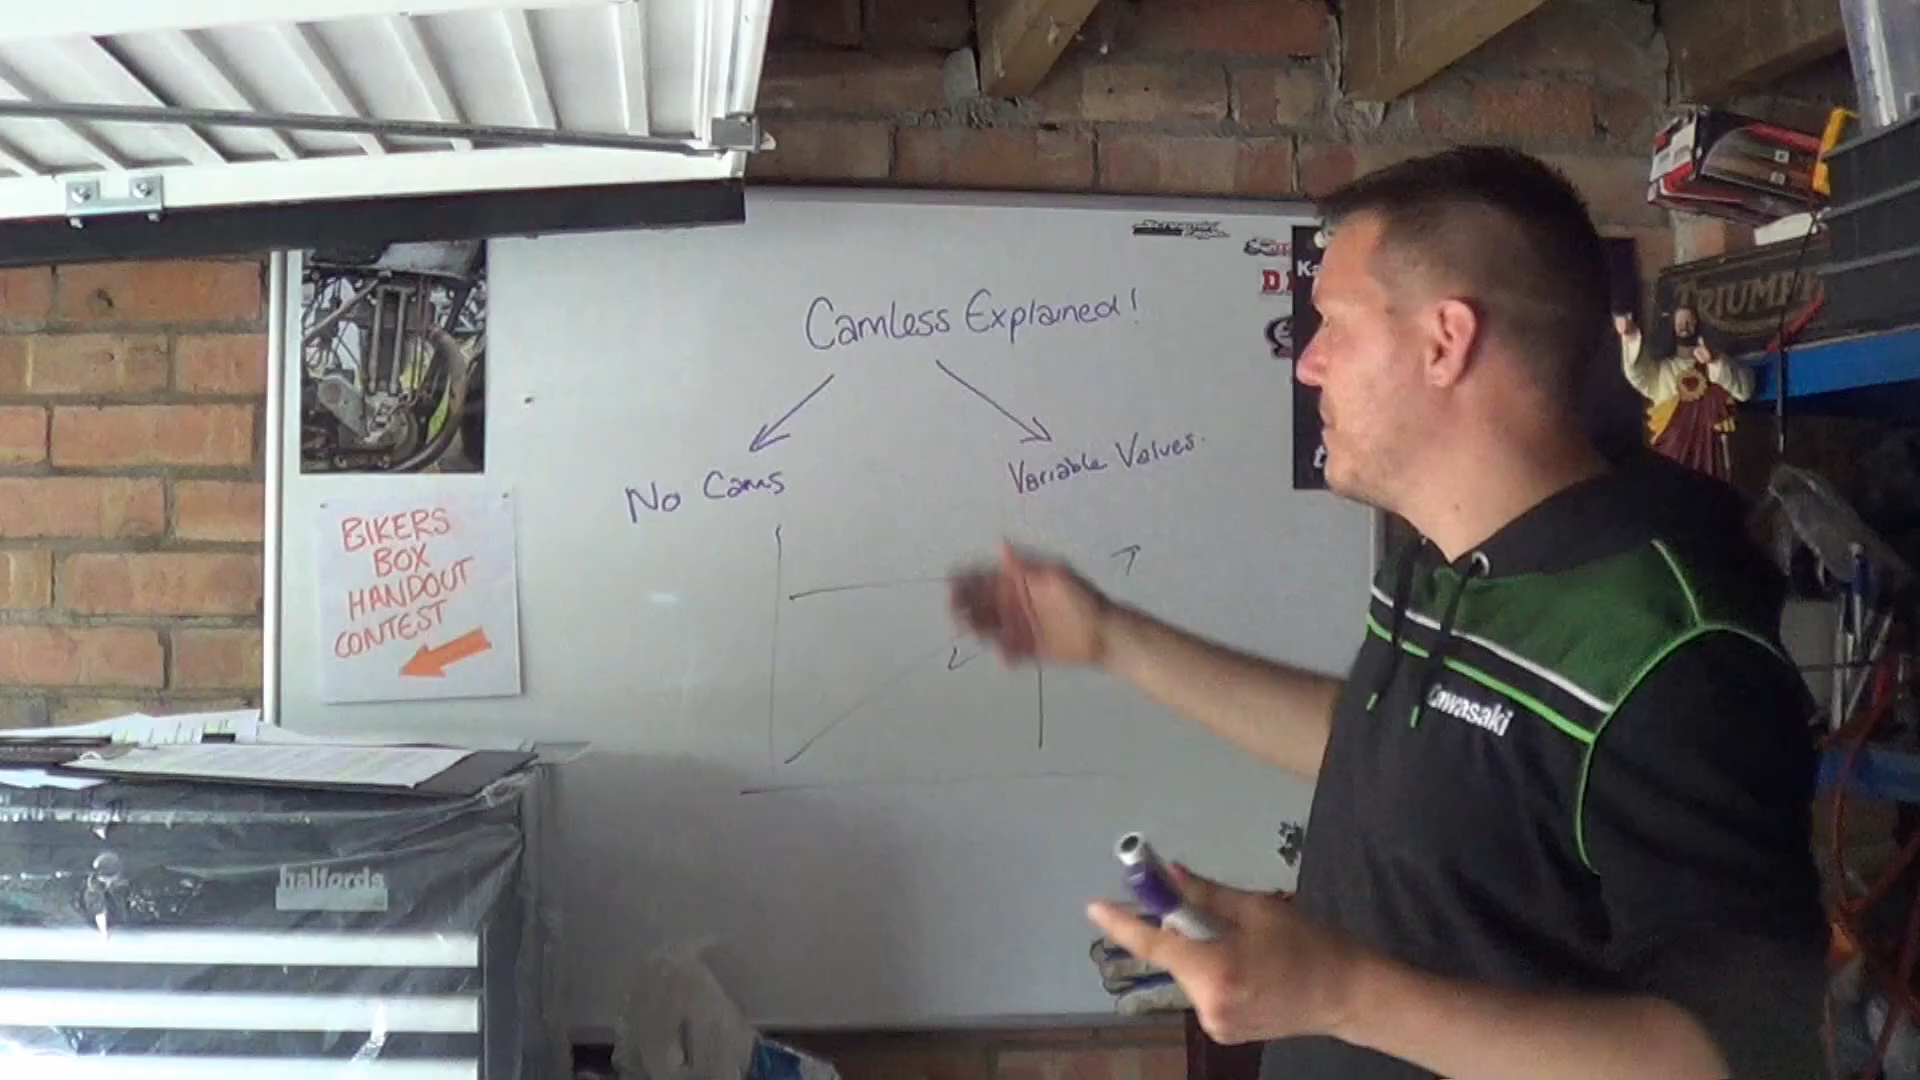 Camless Explained!
No Cams
Variable Valves.
BIKERS
BOX
HANDOUT
CONTEST
TRIUMPH
Kawasaki
halfords